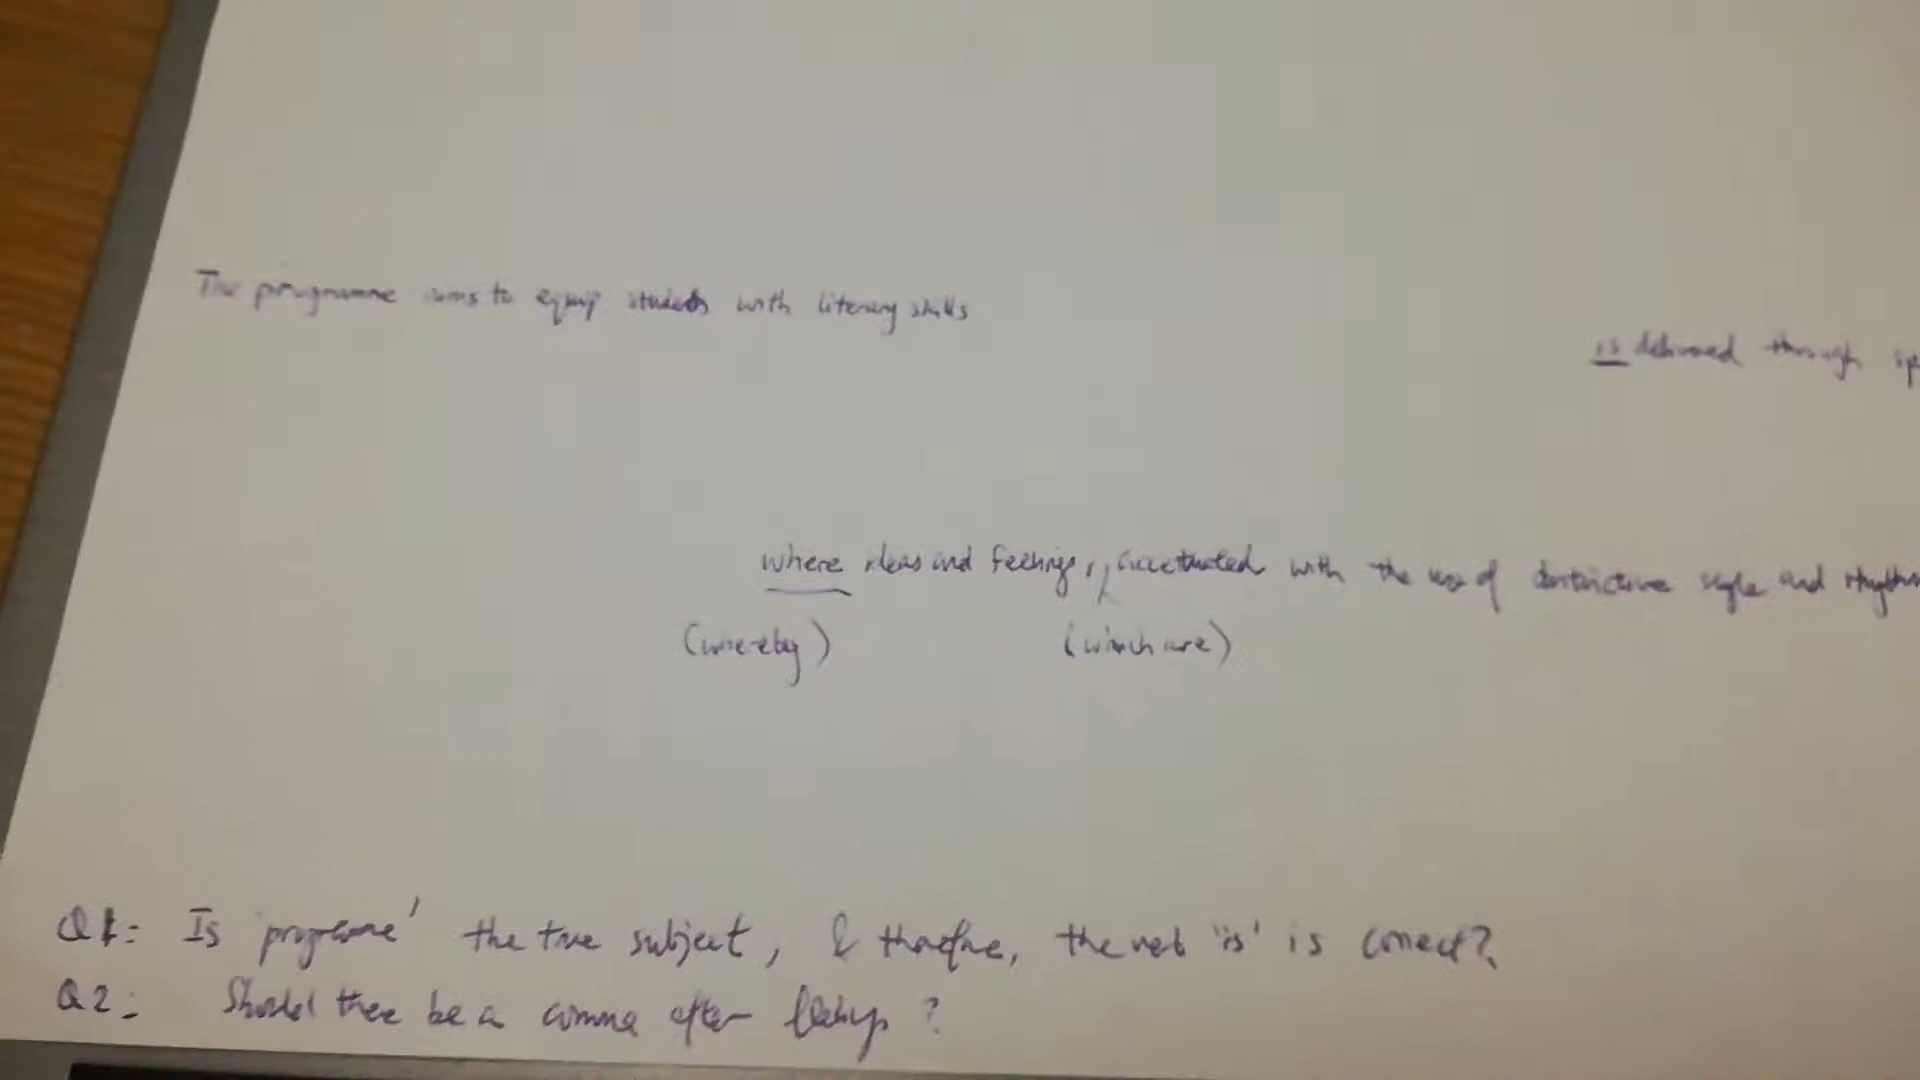 The programme aims to equip students with literary skills
is delivered through
where ideas and feelings, accentuated with the use of distinctive style and rhythm
(whereby) (which are)
Q1: Is 'programme' the true subject, & therefore, the verb 'is' is correct?
Q2: Should there be a comma after feelings?